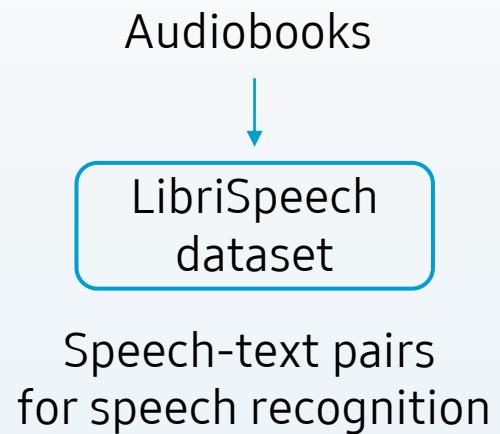 Audiobooks
LibriSpeech
dataset
Speech-text pairs
for speech recognition